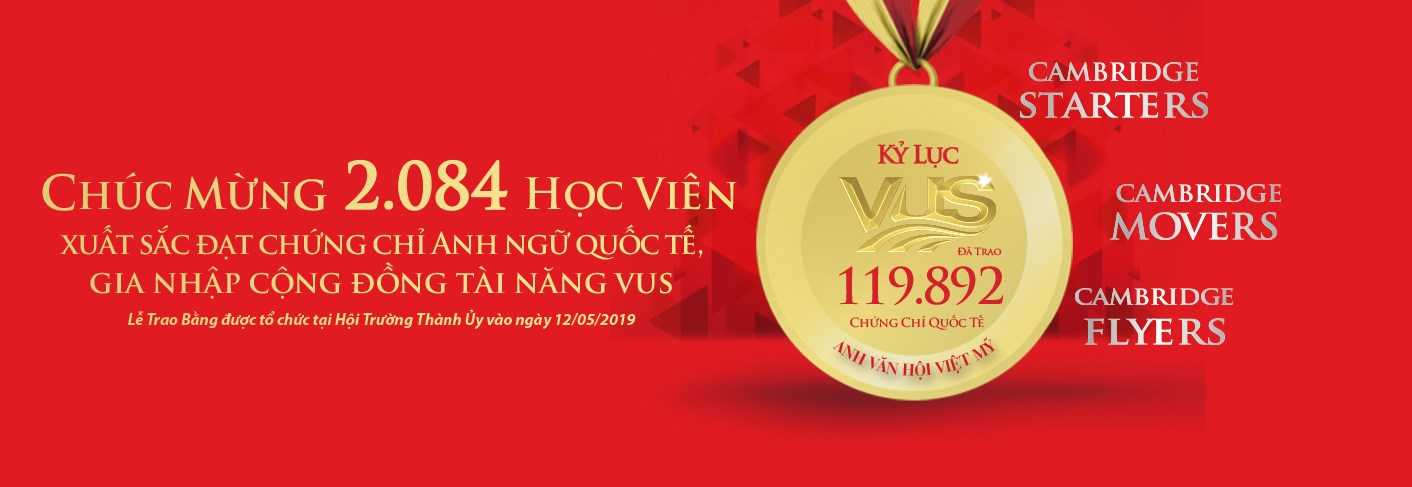 CHÚC MỪNG 2.084 HỌC VIÊN
XUẤT SẮC ĐẠT CHỨNG CHỈ ANH NGỮ QUỐC TẾ,
GIA NHẬP CỘNG ĐỒNG TÀI NĂNG VUS
Lễ Trao Bằng được tổ chức tại Hội Trường Thành Ủy vào ngày 12/05/2019
KỶ LỤC
VUS
ĐÃ TRAO
119.892
CHỨNG CHỈ QUỐC TẾ
ANH VĂN HỘI VIỆT MỸ
CAMBRIDGE
STARTERS
CAMBRIDGE
MOVERS
CAMBRIDGE
FLYERS